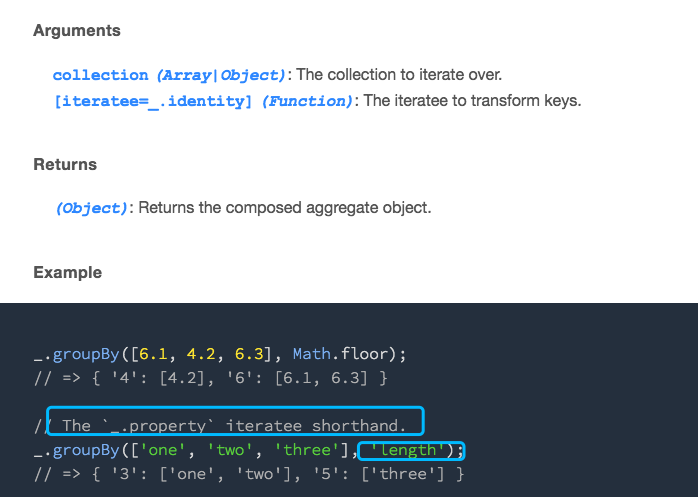 Arguments
collection (Array|Object): The collection to iterate over.
[iteratee=_.identity] (Function): The iteratee to transform keys.
Returns
(Object): Returns the composed aggregate object.
Example
_.groupBy([6.1, 4.2, 6.3], Math.floor);
// => { '4': [4.2], '6': [6.1, 6.3] }
// The `_.property` iteratee shorthand.
_.groupBy(['one', 'two', 'three'], 'length');
// => { '3': ['one', 'two'], '5': ['three'] }